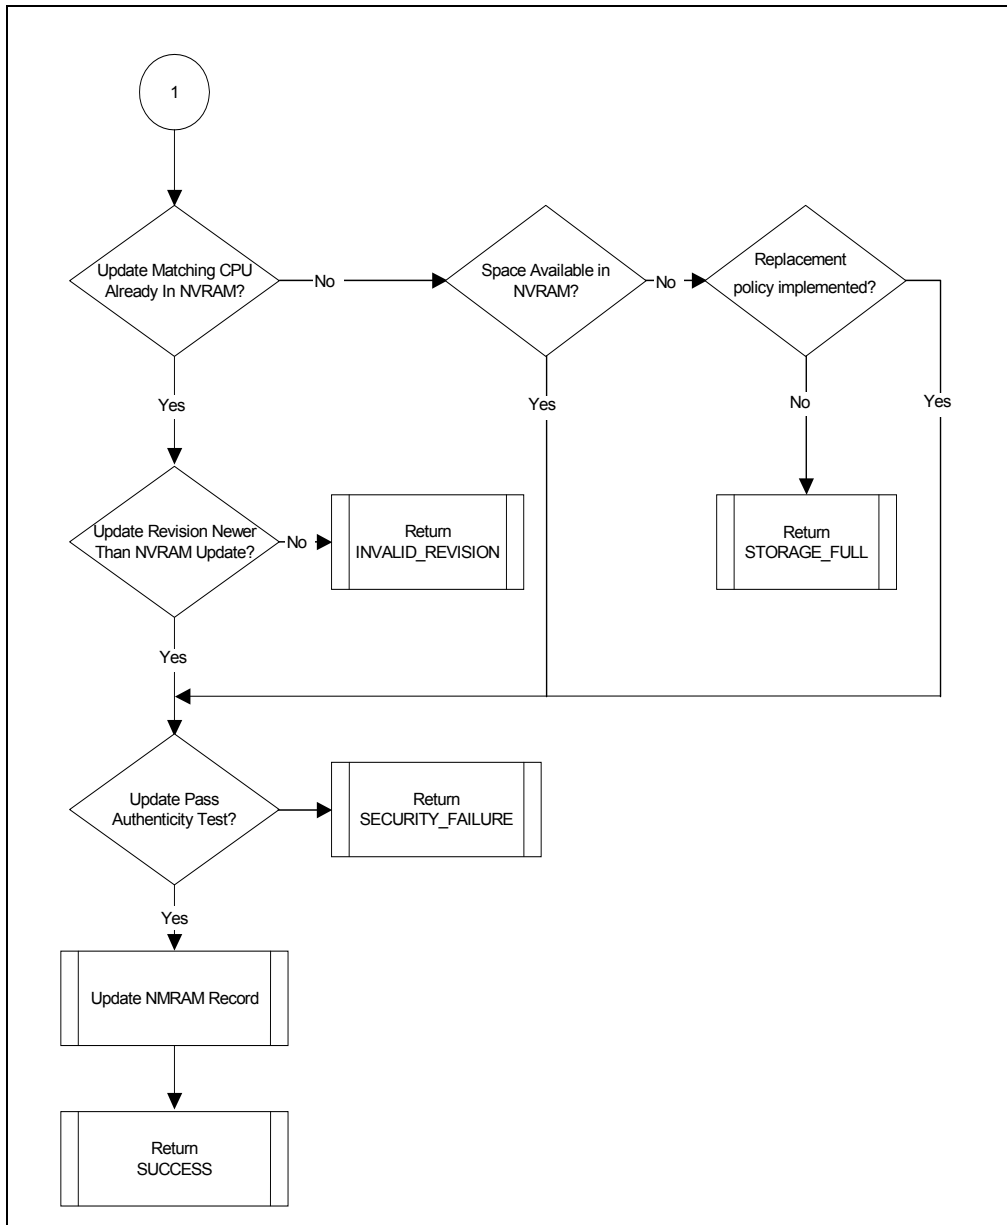 1
Update Matching CPU
Already In NVRAM?
No
Space Available in
NVRAM?
No
Replacement
policy implemented?
Yes
Yes
No
Yes
Update Revision Newer
Than NVRAM Update?
No
Return
INVALID_REVISION
Return
STORAGE_FULL
Yes
Update Pass
Authenticity Test?
Return
SECURITY_FAILURE
Yes
Update NMRAM Record
Return
SUCCESS